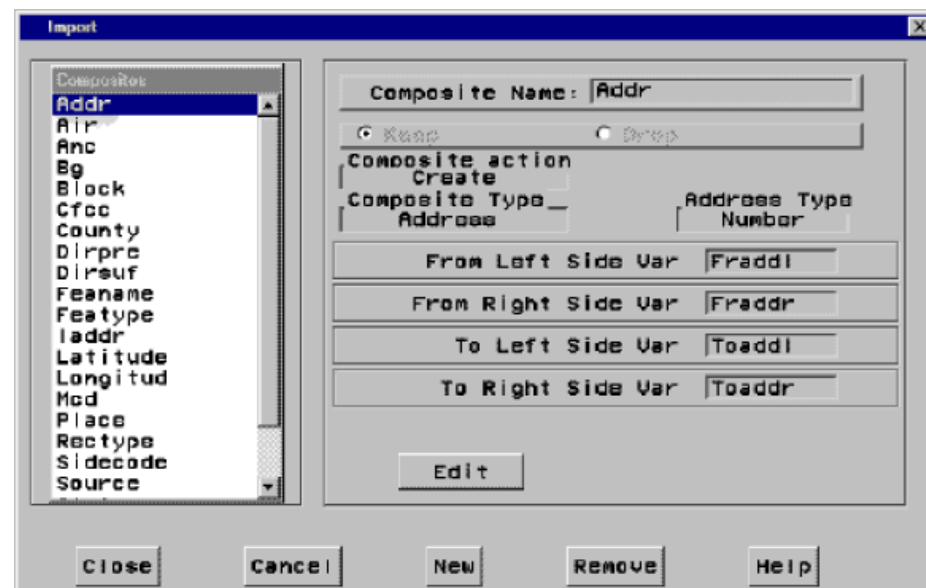 Import
Composites
Addr
Air
Anc
Bg
Block
Cfcc
County
Dirpre
Dirsuf
Feaname
Featype
Iaddr
Latitude
Longitud
Mcd
Place
Rectype
Sidecode
Source
Composite Name: Addr
Keep Drop
Composite action
Create
Composite Type Address Type
Address Number
From Left Side Var Fraddl
From Right Side Var Fraddr
To Left Side Var Toaddl
To Right Side Var Toaddr
Edit
Close Cancel New Remove Help